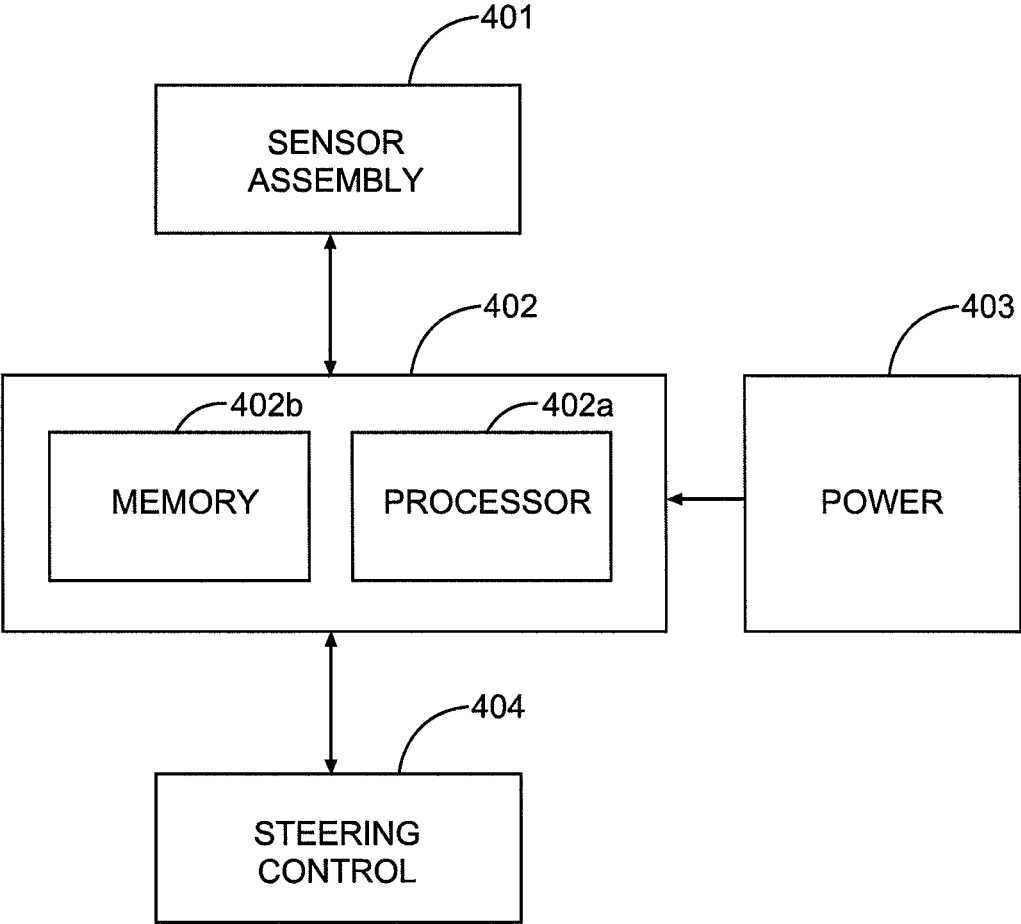 401
SENSOR
ASSEMBLY
402
403
402b
402a
MEMORY
PROCESSOR
POWER
404
STEERING
CONTROL